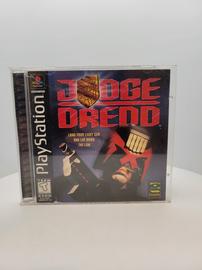 PlayStation
JUDGE
DREDD
LOAD YOUR LIGHT GUN
AND LAY DOWN
THE LAW